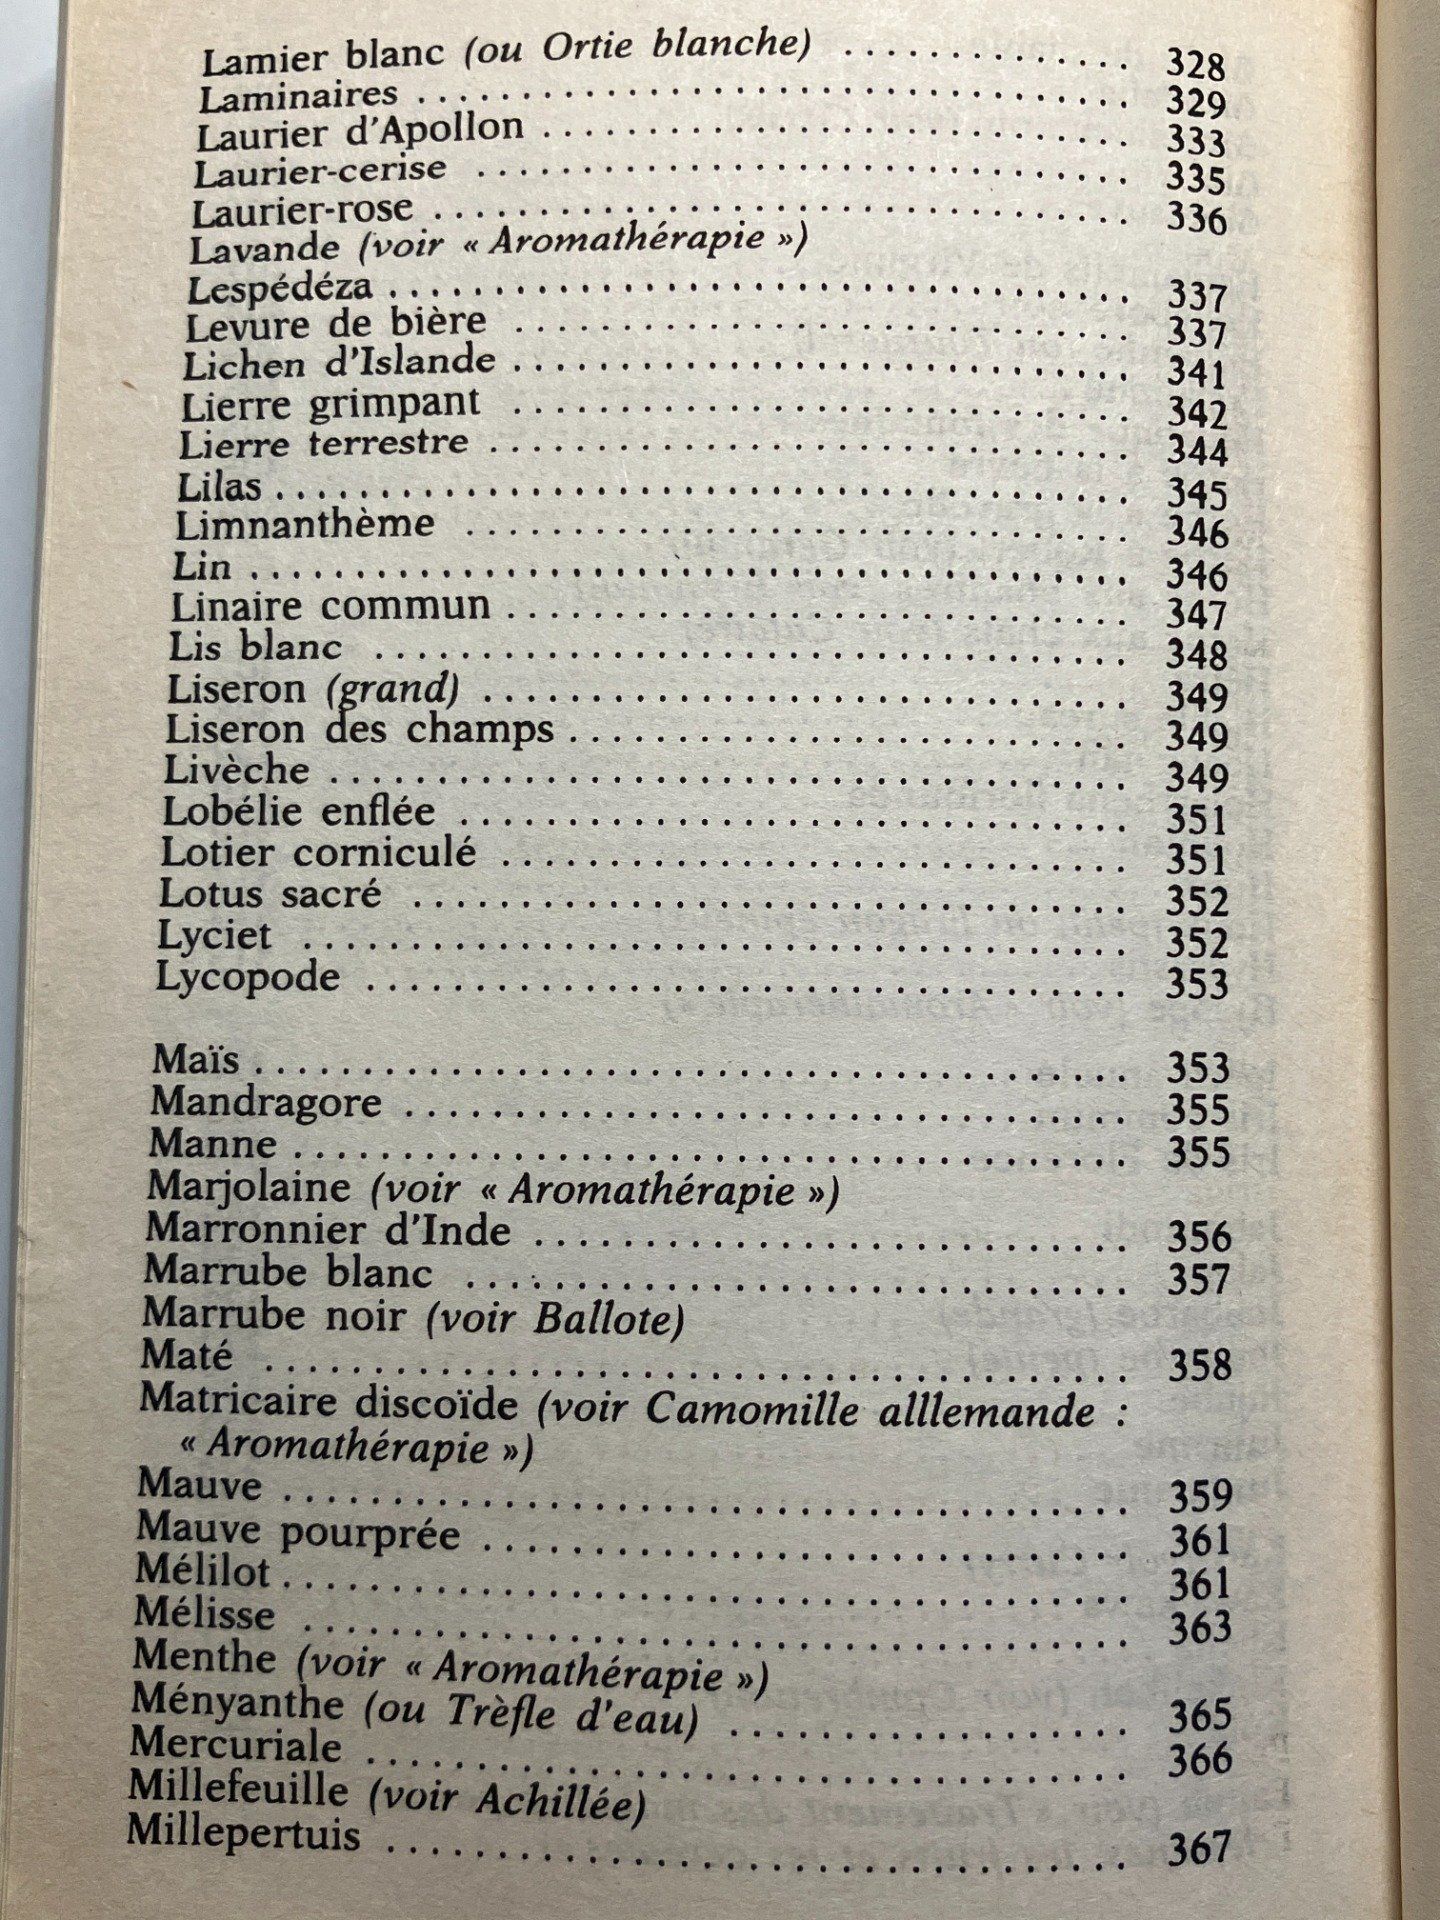 Lamier blanc (ou Ortie blanche) . . . . . . . . . . . . . . 328
Laminaires . . . . . . . . . . . . . . . . . . . . . . . . . . . . . . . . . 329
Laurier d'Apollon . . . . . . . . . . . . . . . . . . . . . . . . . . . 333
Laurier-cerise . . . . . . . . . . . . . . . . . . . . . . . . . . . . . . 335
Laurier-rose . . . . . . . . . . . . . . . . . . . . . . . . . . . . . . . . 336
Lavande (voir « Aromathérapie »)
Lespédéza . . . . . . . . . . . . . . . . . . . . . . . . . . . . . . . . . . 337
Levure de bière . . . . . . . . . . . . . . . . . . . . . . . . . . . . 337
Lichen d'Islande . . . . . . . . . . . . . . . . . . . . . . . . . . . . 341
Lierre grimpant . . . . . . . . . . . . . . . . . . . . . . . . . . . . 342
Lierre terrestre . . . . . . . . . . . . . . . . . . . . . . . . . . . . . 344
Lilas . . . . . . . . . . . . . . . . . . . . . . . . . . . . . . . . . . . . . . . 345
Limnanthème . . . . . . . . . . . . . . . . . . . . . . . . . . . . . . 346
Lin . . . . . . . . . . . . . . . . . . . . . . . . . . . . . . . . . . . . . . . . 346
Linaire commun . . . . . . . . . . . . . . . . . . . . . . . . . . . . 347
Lis blanc . . . . . . . . . . . . . . . . . . . . . . . . . . . . . . . . . . 348
Liseron (grand) . . . . . . . . . . . . . . . . . . . . . . . . . . . . . 349
Liseron des champs . . . . . . . . . . . . . . . . . . . . . . . . . 349
Livèche . . . . . . . . . . . . . . . . . . . . . . . . . . . . . . . . . . . . 349
Lobélie enflée . . . . . . . . . . . . . . . . . . . . . . . . . . . . . . 351
Lotier corniculé . . . . . . . . . . . . . . . . . . . . . . . . . . . . 351
Lotus sacré . . . . . . . . . . . . . . . . . . . . . . . . . . . . . . . . 352
Lyciet . . . . . . . . . . . . . . . . . . . . . . . . . . . . . . . . . . . . . 352
Lycopode . . . . . . . . . . . . . . . . . . . . . . . . . . . . . . . . . . 353
Maïs . . . . . . . . . . . . . . . . . . . . . . . . . . . . . . . . . . . . . . . 353
Mandragore . . . . . . . . . . . . . . . . . . . . . . . . . . . . . . . . 355
Manne . . . . . . . . . . . . . . . . . . . . . . . . . . . . . . . . . . . . . 355
Marjolaine (voir « Aromathérapie »)
Marronnier d'Inde . . . . . . . . . . . . . . . . . . . . . . . . . . 356
Marrube blanc . . . . . . . . . . . . . . . . . . . . . . . . . . . . . . 357
Marrube noir (voir Ballote)
Maté . . . . . . . . . . . . . . . . . . . . . . . . . . . . . . . . . . . . . . 358
Matricaire discoïde (voir Camomille alllemande :
« Aromathérapie »)
Mauve . . . . . . . . . . . . . . . . . . . . . . . . . . . . . . . . . . . . . 359
Mauve pourprée . . . . . . . . . . . . . . . . . . . . . . . . . . . . 361
Mélilot . . . . . . . . . . . . . . . . . . . . . . . . . . . . . . . . . . . . . 361
Mélisse . . . . . . . . . . . . . . . . . . . . . . . . . . . . . . . . . . . . 363
Menthe (voir « Aromathérapie »)
Ményanthe (ou Trèfle d'eau) . . . . . . . . . . . . . . . . . . 365
Mercuriale . . . . . . . . . . . . . . . . . . . . . . . . . . . . . . . . . 366
Millefeuille (voir Achillée)
Millepertuis . . . . . . . . . . . . . . . . . . . . . . . . . . . . . . . . 367